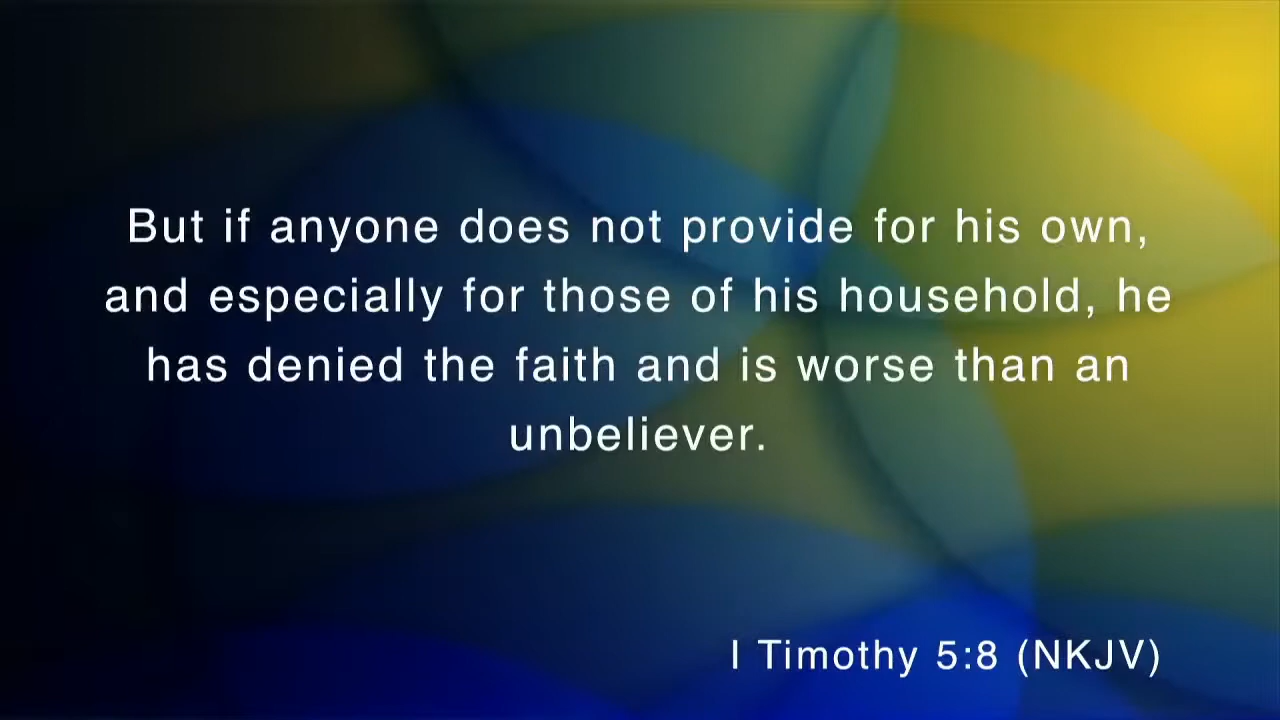 But if anyone does not provide for his own,
and especially for those of his household, he
has denied the faith and is worse than an
unbeliever.
I Timothy 5:8 (NKJV)